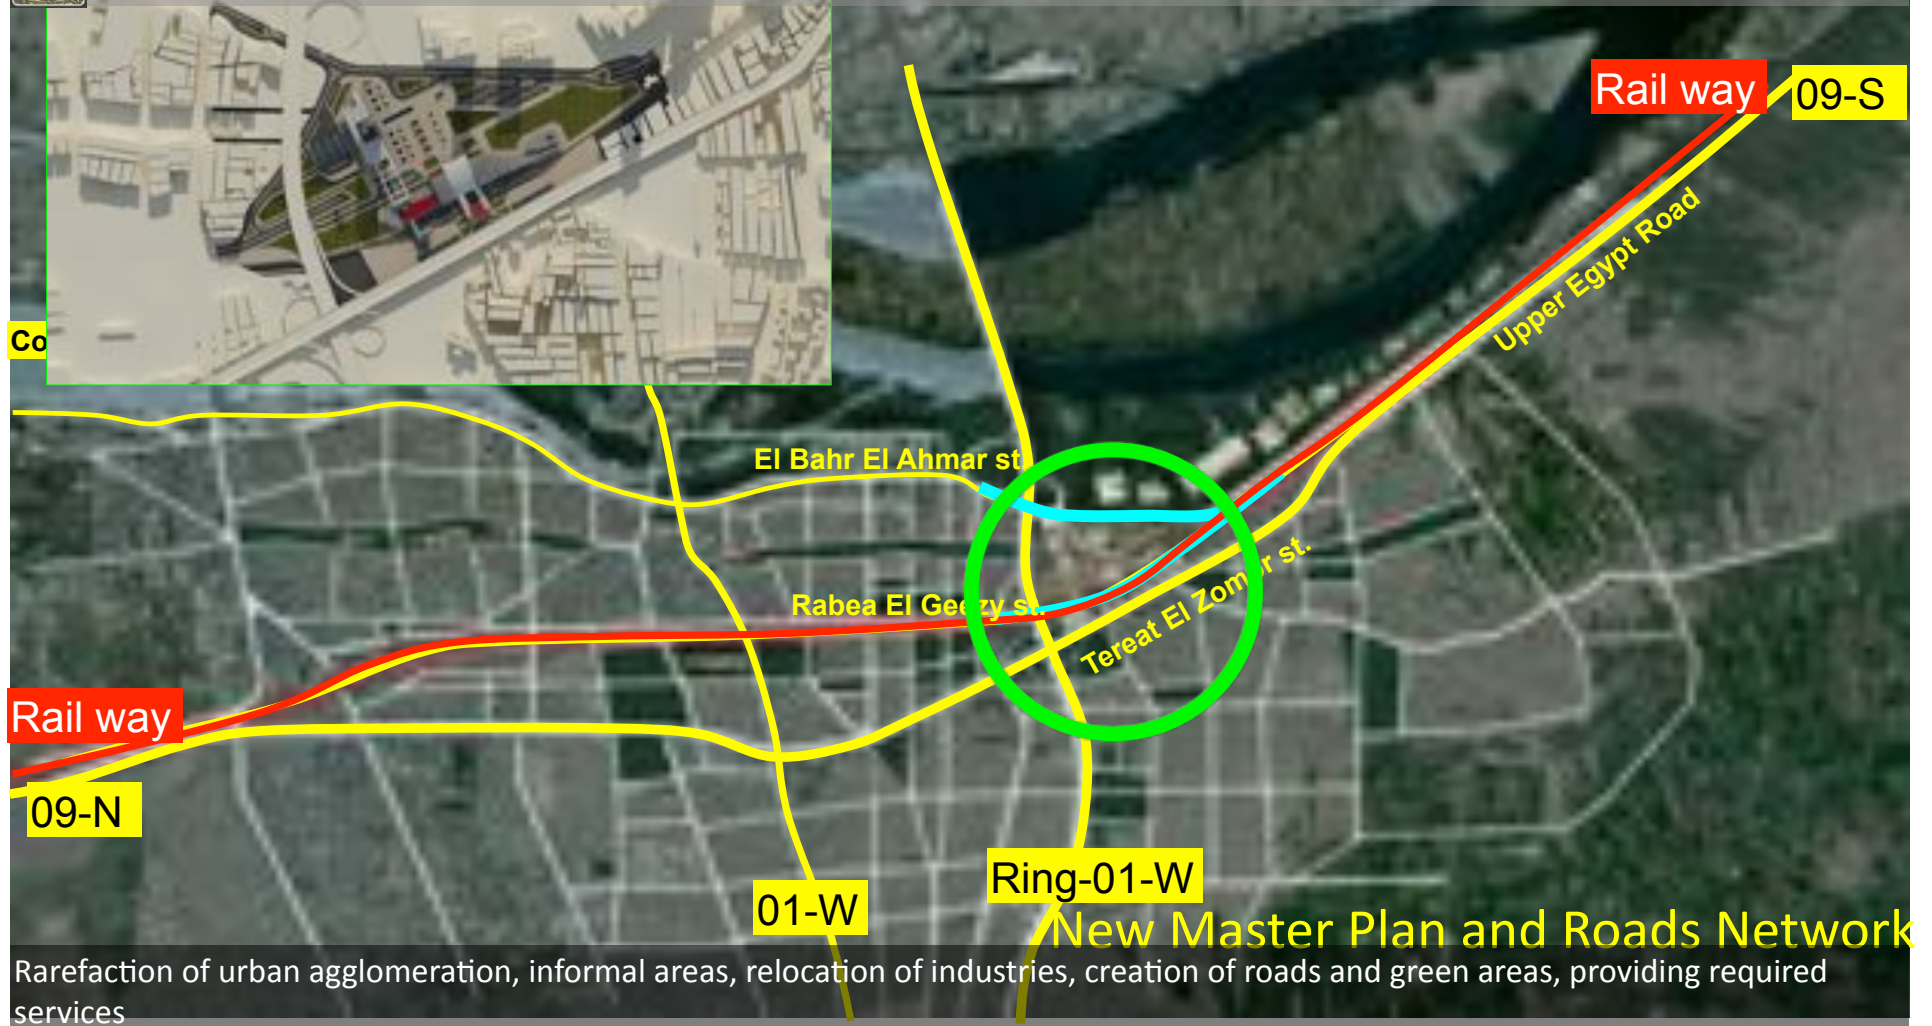 Rail way
09-S
Upper Egypt Road
Co
El Bahr El Ahmar st.
Rabea El Geezy st.
Tereat El Zomor st.
Rail way
09-N
Ring-01-W
01-W
New Master Plan and Roads Network
Rarefaction of urban agglomeration, informal areas, relocation of industries, creation of roads and green areas, providing required
services